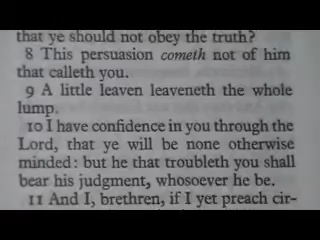 that ye should not obey the truth?
8 This persuasion cometh not of him
that calleth you.
9 A little leaven leaveneth the whole
lump.
10 I have confidence in you through the
Lord, that ye will be none otherwise
minded: but he that troubleth you shall
bear his judgment, whosoever he be.
11 And I, brethren, if I yet preach cir-